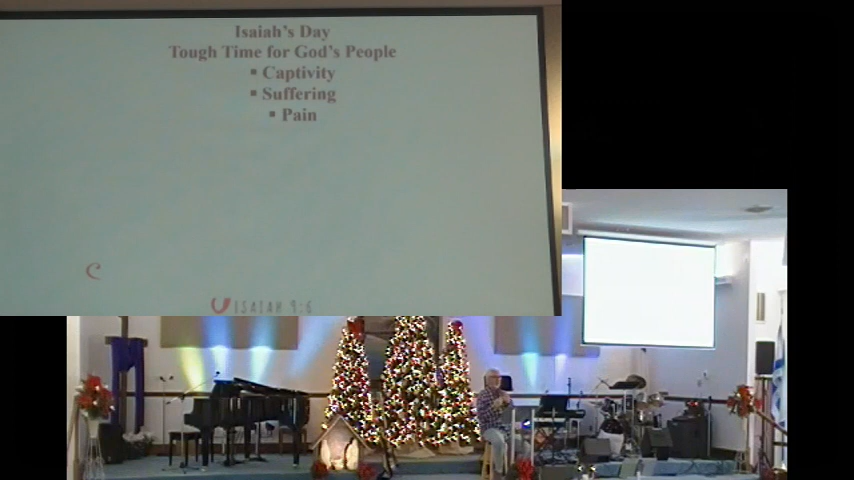 Isaiah's Day
Tough Time for God's People
▪ Captivity
▪ Suffering
▪ Pain
ISAIAH 9:6